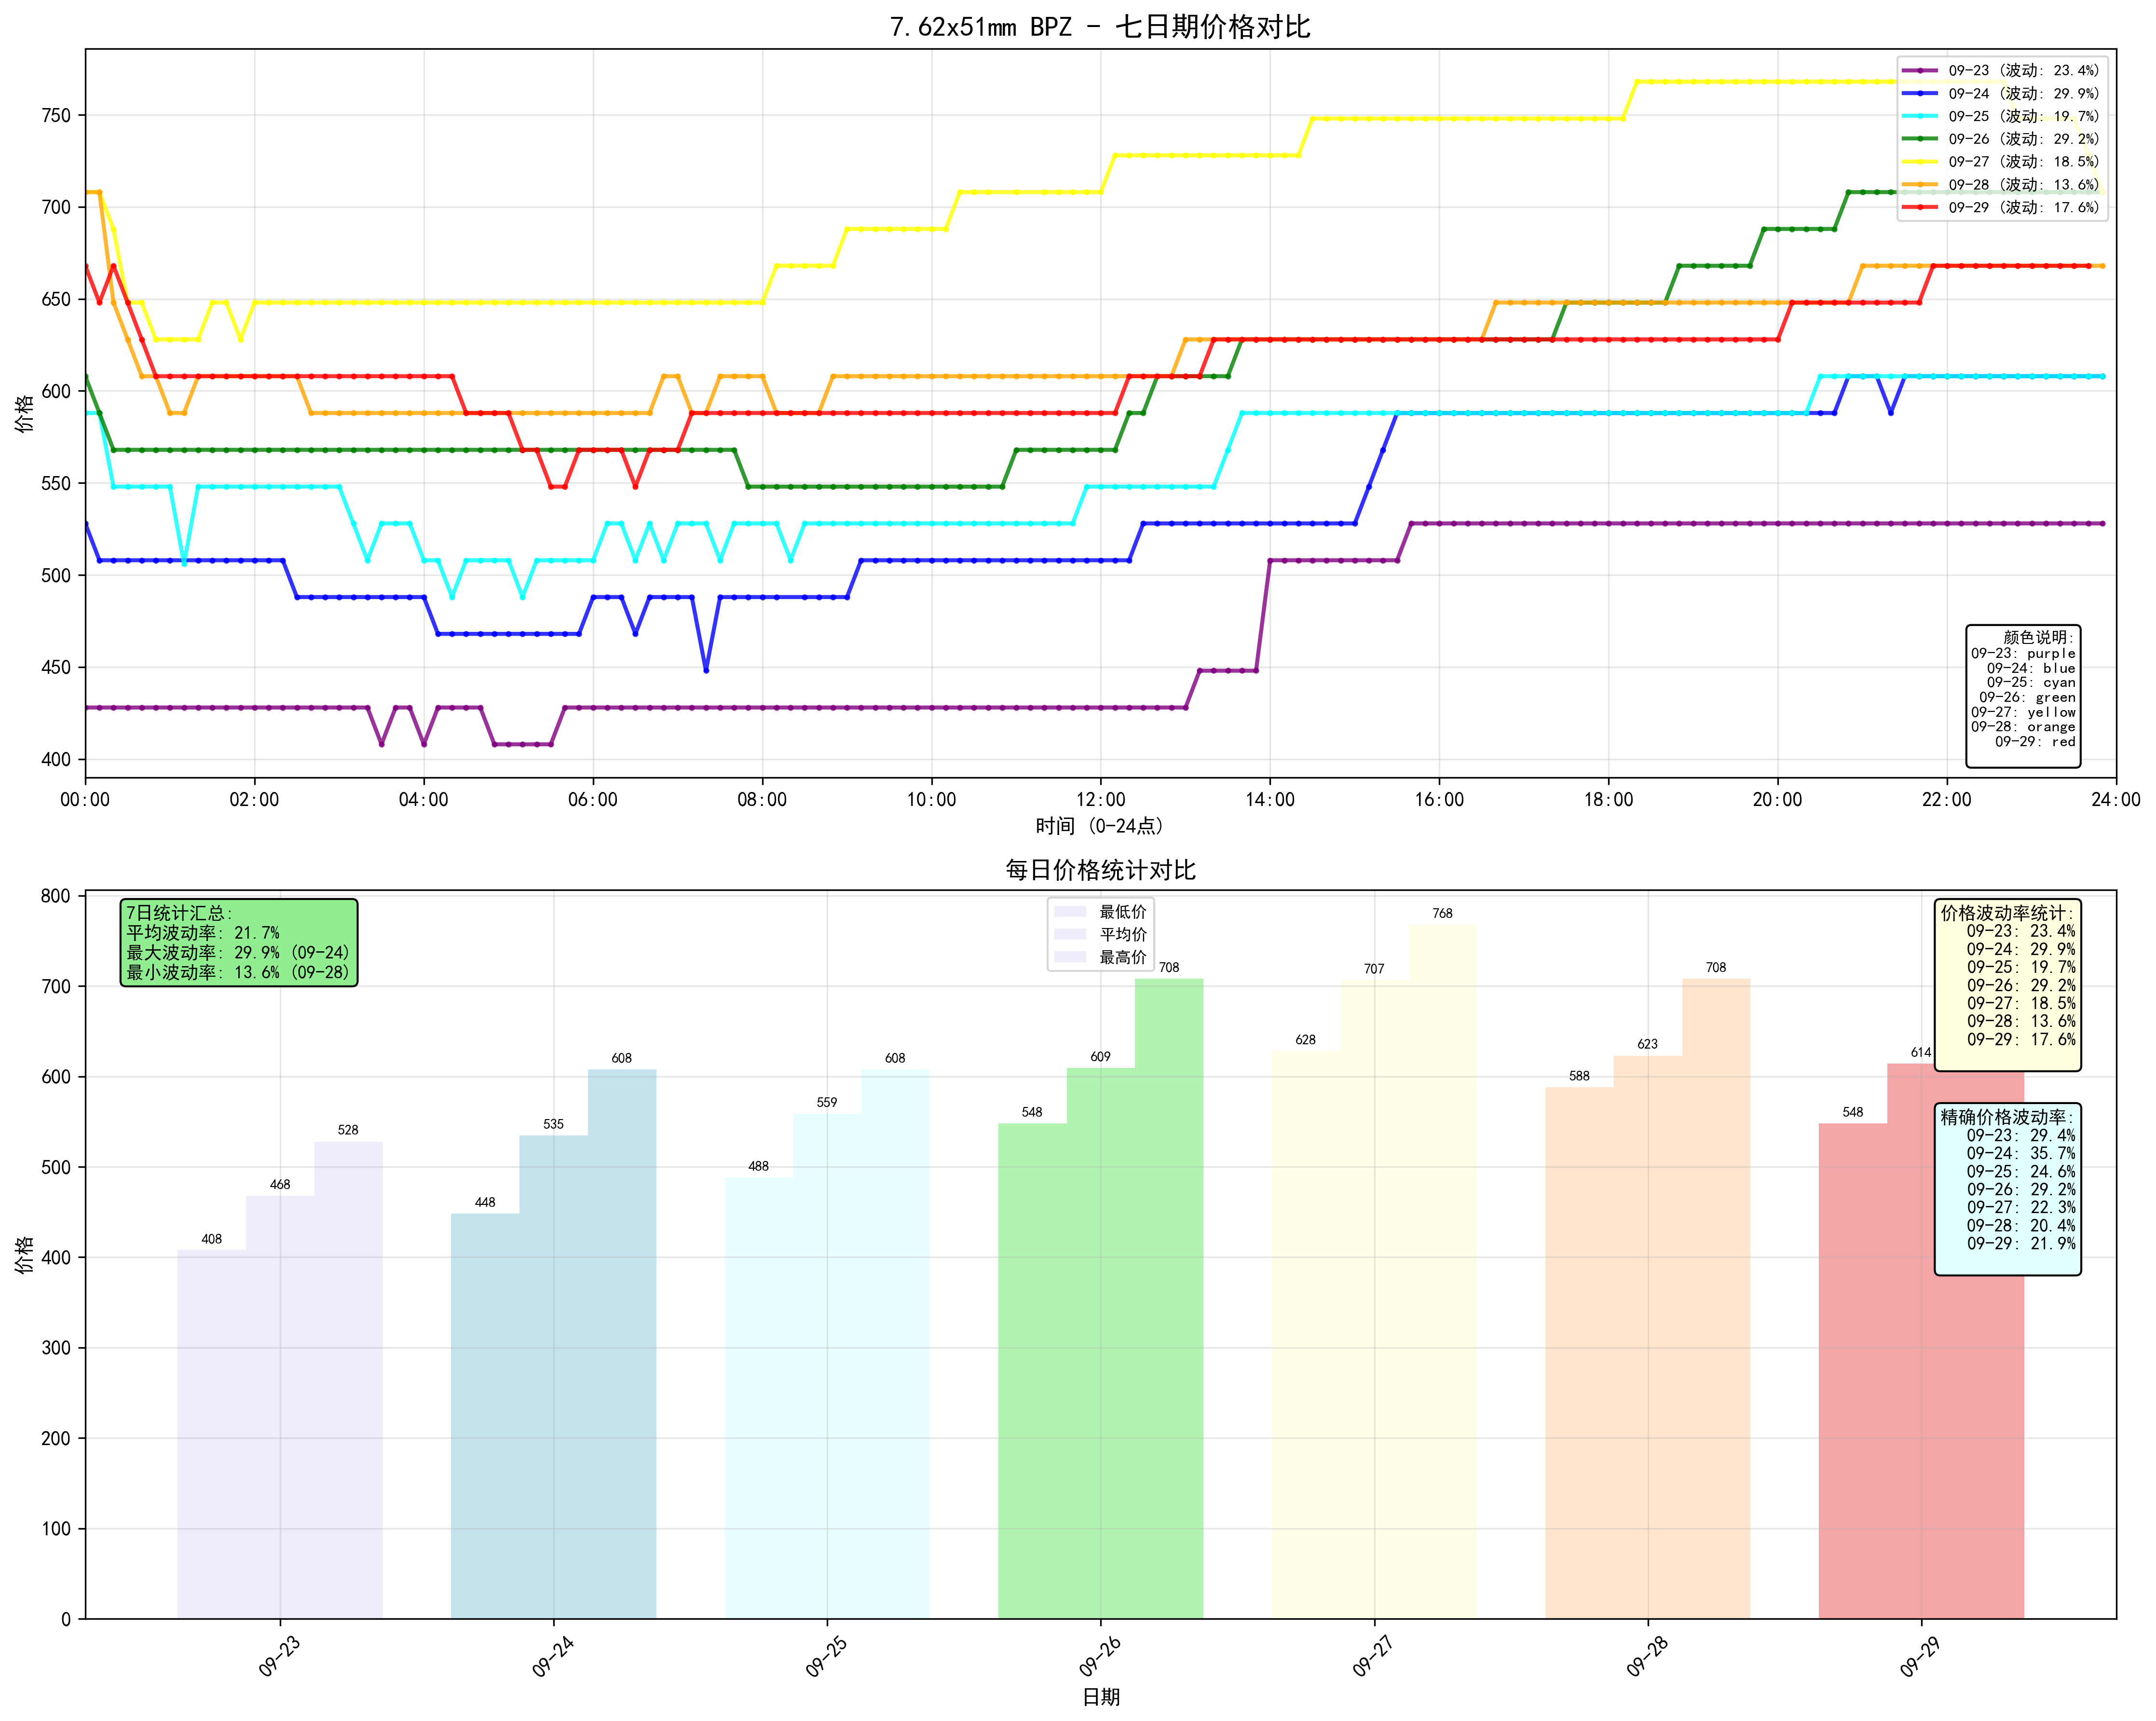 7.62x51mm BPZ - 七日期价格对比
09-23 (波动: 23.4%)
09-24 (波动: 29.9%)
09-25 (波动: 19.7%)
09-26 (波动: 29.2%)
09-27 (波动: 18.5%)
09-28 (波动: 13.6%)
09-29 (波动: 17.6%)
价格
750
700
650
600
550
500
450
400
颜色说明:
09-23: purple
09-24: blue
09-25: cyan
09-26: green
09-27: yellow
09-28: orange
09-29: red
00:00 02:00 04:00 06:00 08:00 10:00 12:00 14:00 16:00 18:00 20:00 22:00 24:00
时间 (0-24点)
每日价格统计对比
7日统计汇总:
平均波动率: 21.7%
最大波动率: 29.9% (09-24)
最小波动率: 13.6% (09-28)
最低价
平均价
最高价
价格波动率统计:
09-23: 23.4%
09-24: 29.9%
09-25: 19.7%
09-26: 29.2%
09-27: 18.5%
09-28: 13.6%
09-29: 17.6%
精确价格波动率:
09-23: 29.4%
09-24: 35.7%
09-25: 24.6%
09-26: 29.2%
09-27: 22.3%
09-28: 20.4%
09-29: 21.9%
价格
800
700
600
500
400
300
200
100
0
408 468 528
448 535 608
488 559 608
548 609 708
628 707 768
588 623 708
548 614
09-23 09-24 09-25 09-26 09-27 09-28 09-29
日期